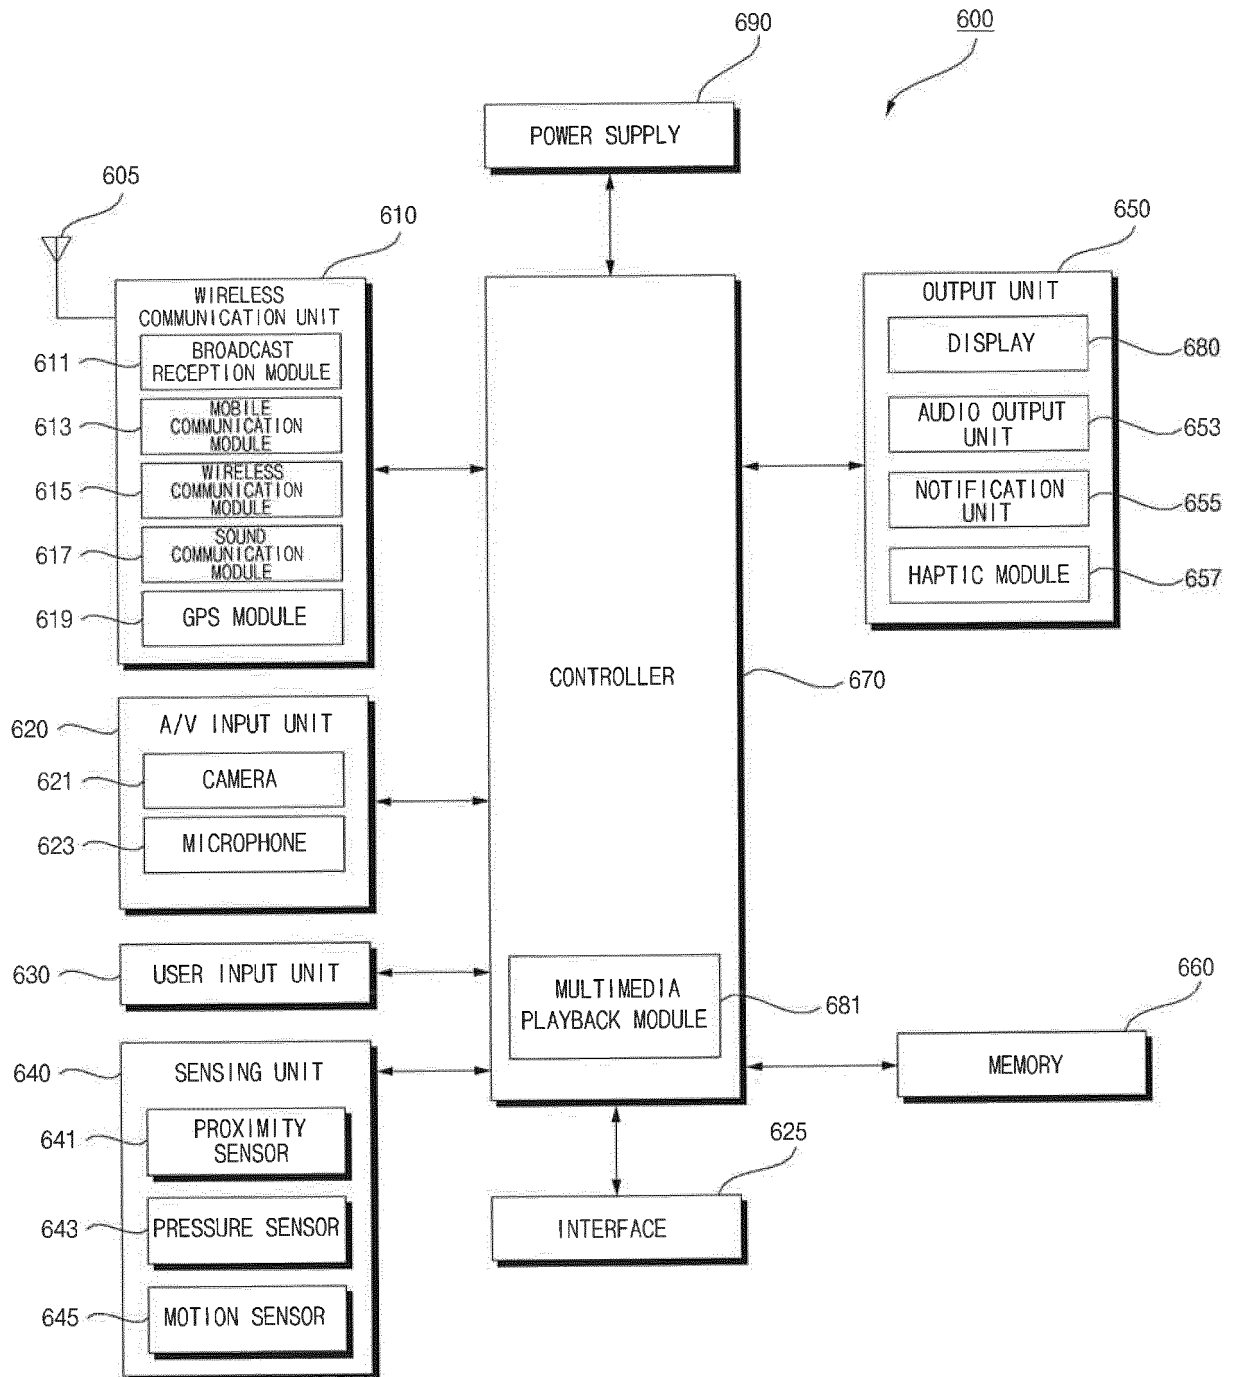 690
600
POWER SUPPLY
605
610
650
WIRELESS
COMMUNICATION UNIT
OUTPUT UNIT
611
BROADCAST
RECEPTION MODULE
DISPLAY
680
613
MOBILE
COMMUNICATION
MODULE
AUDIO OUTPUT
UNIT
653
615
WIRELESS
COMMUNICATION
MODULE
NOTIFICATION
UNIT
655
617
SOUND
COMMUNICATION
MODULE
HAPTIC MODULE
657
619
GPS MODULE
CONTROLLER
670
620
A/V INPUT UNIT
621
CAMERA
623
MICROPHONE
630
USER INPUT UNIT
MULTIMEDIA
PLAYBACK MODULE
681
660
MEMORY
640
SENSING UNIT
641
PROXIMITY
SENSOR
625
643
PRESSURE SENSOR
INTERFACE
645
MOTION SENSOR